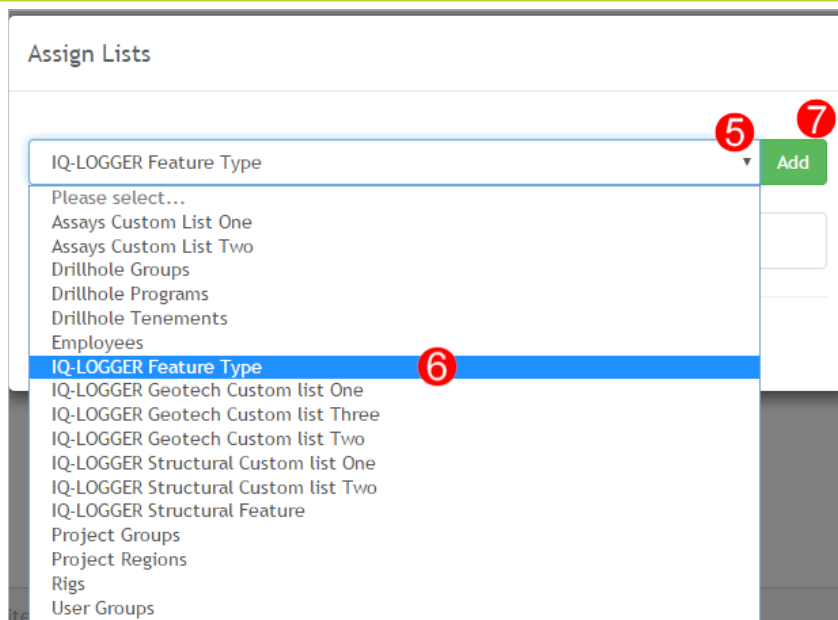 Assign Lists
5
7
IQ-LOGGER Feature Type
Add
Please select...
Assays Custom List One
Assays Custom List Two
Drillhole Groups
Drillhole Programs
Drillhole Tenements
Employees
IQ-LOGGER Feature Type
6
IQ-LOGGER Geotech Custom list One
IQ-LOGGER Geotech Custom list Three
IQ-LOGGER Geotech Custom list Two
IQ-LOGGER Structural Custom list One
IQ-LOGGER Structural Custom list Two
IQ-LOGGER Structural Feature
Project Groups
Project Regions
Rigs
User Groups